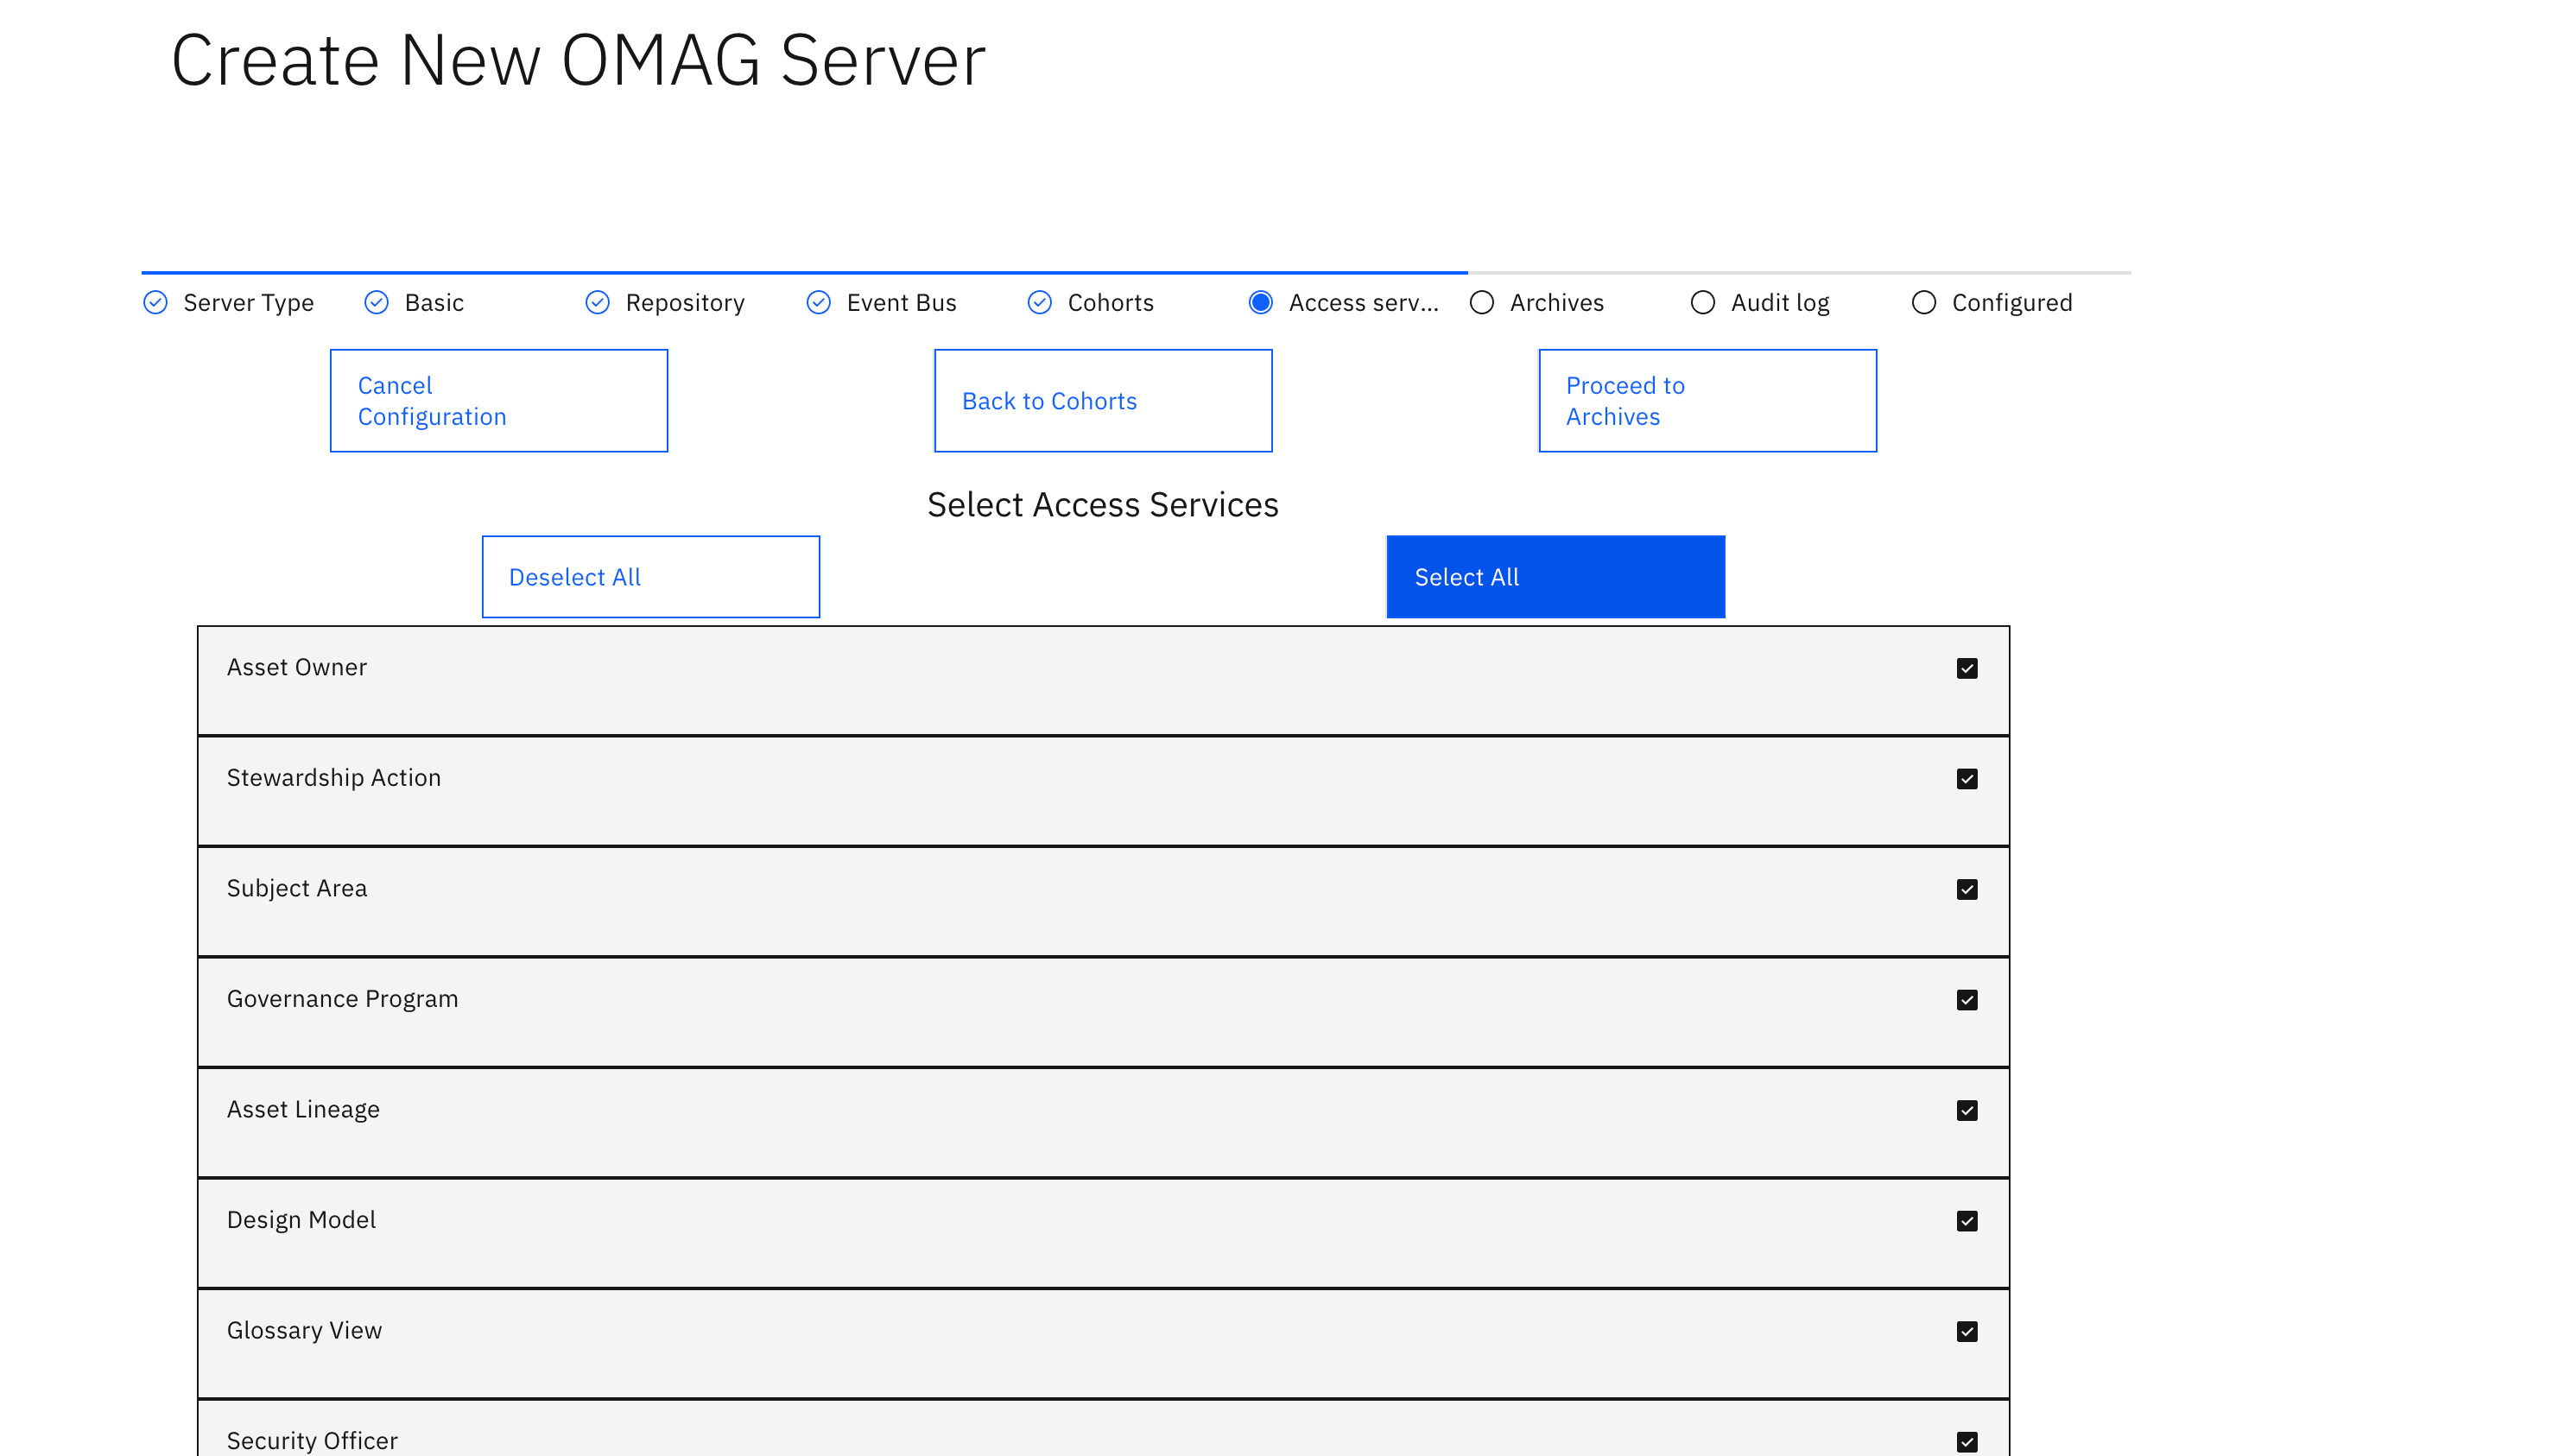 Create New OMAG Server
Server Type
Basic
Repository
Event Bus
Cohorts
Access serv...
Archives
Audit log
Configured
Cancel
Configuration
Back to Cohorts
Proceed to
Archives
Select Access Services
Deselect All
Select All
Asset Owner
Stewardship Action
Subject Area
Governance Program
Asset Lineage
Design Model
Glossary View
Security Officer